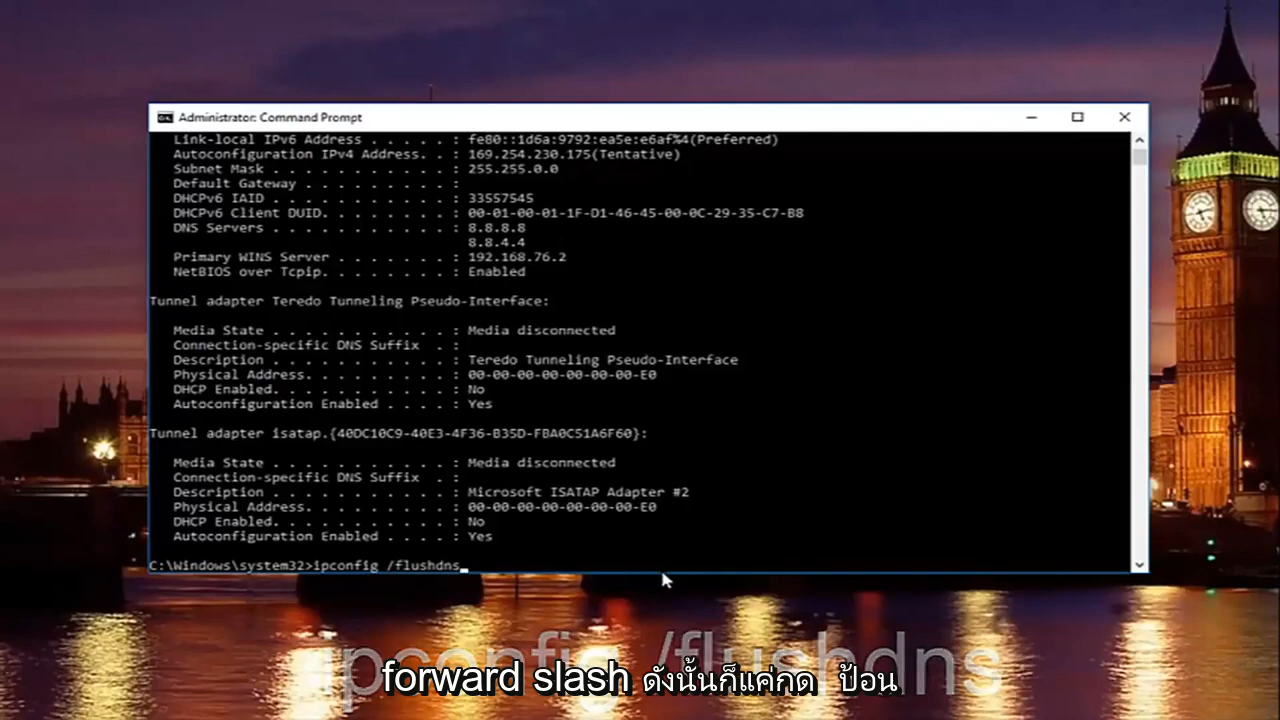 Administrator: Command Prompt
Link-local IPv6 Address . . . . . : fe80::1d6a:9792:ea5e:e6af%4(Preferred)
Autoconfiguration IPv4 Address. . : 169.254.230.175(Tentative)
Subnet Mask . . . . . . . . . . . : 255.255.0.0
Default Gateway . . . . . . . . . :
DHCPv6 IAID . . . . . . . . . . . : 33557545
DHCPv6 Client DUID. . . . . . . . : 00-01-00-01-1F-D1-46-45-00-0C-29-35-C7-B8
DNS Servers . . . . . . . . . . . : 8.8.8.8
8.8.4.4
Primary WINS Server . . . . . . . : 192.168.76.2
NetBIOS over Tcpip. . . . . . . . : Enabled
Tunnel adapter Teredo Tunneling Pseudo-Interface:
Media State . . . . . . . . . . . : Media disconnected
Connection-specific DNS Suffix . :
Description . . . . . . . . . . . : Teredo Tunneling Pseudo-Interface
Physical Address. . . . . . . . . : 00-00-00-00-00-00-00-E0
DHCP Enabled. . . . . . . . . . . : No
Autoconfiguration Enabled . . . . : Yes
Tunnel adapter isatap.{40DC10C9-40E3-4F36-B35D-FBA0C51A6F60}:
Media State . . . . . . . . . . . : Media disconnected
Connection-specific DNS Suffix . :
Description . . . . . . . . . . . : Microsoft ISATAP Adapter #2
Physical Address. . . . . . . . . : 00-00-00-00-00-00-00-E0
DHCP Enabled. . . . . . . . . . . : No
Autoconfiguration Enabled . . . . : Yes
C:\Windows\system32>ipconfig /flushdns
ipconfig /flushdns
forward slash ดังนั้นก็แค่กด ป้อน